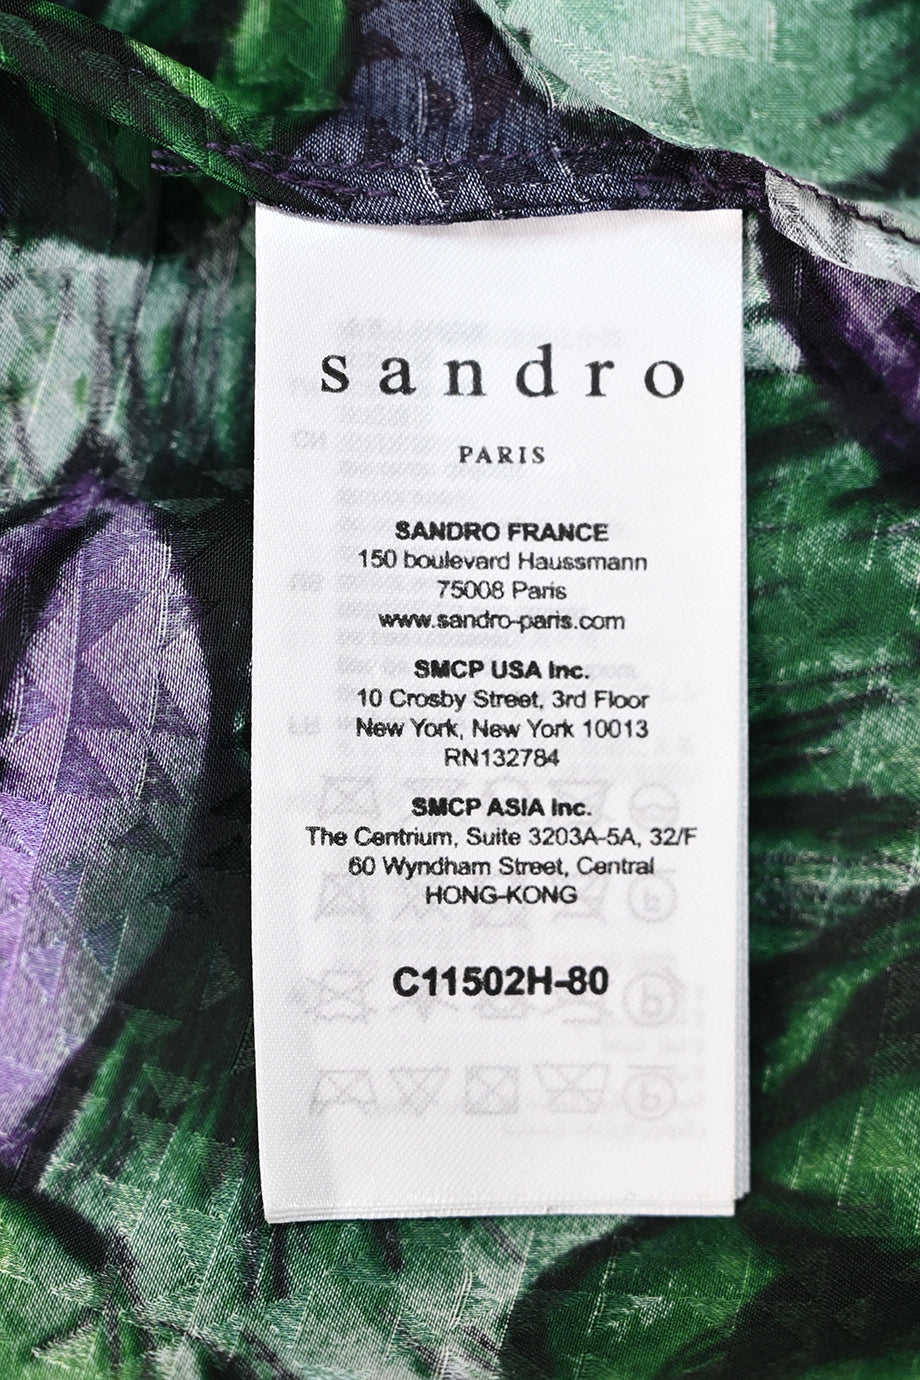 sandro
PARIS
SANDRO FRANCE
150 boulevard Haussmann
75008 Paris
www.sandro-paris.com
SMCP USA Inc.
10 Crosby Street, 3rd Floor
New York, New York 10013
RN132784
SMCP ASIA Inc.
The Centrium, Suite 3203A-5A, 32/F
60 Wyndham Street, Central
HONG-KONG
C11502H-80